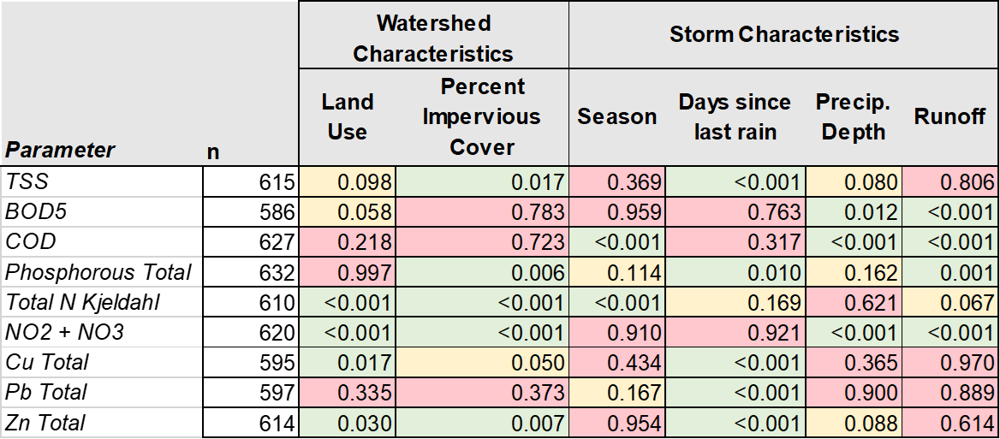 Watershed Characteristics Storm Characteristics
Parameter n Land Use Percent Impervious Cover Season Days since last rain Precip. Depth Runoff
TSS 615 0.098 0.017 0.369 <0.001 0.080 0.806
BOD5 586 0.058 0.783 0.959 0.763 0.012 <0.001
COD 627 0.218 0.723 <0.001 0.317 <0.001 <0.001
Phosphorous Total 632 0.997 0.006 0.114 0.010 0.162 0.001
Total N Kjeldahl 610 <0.001 <0.001 <0.001 0.169 0.621 0.067
NO2 + NO3 620 <0.001 <0.001 0.910 0.921 <0.001 <0.001
Cu Total 595 0.017 0.050 0.434 <0.001 0.365 0.970
Pb Total 597 0.335 0.373 0.167 <0.001 0.900 0.889
Zn Total 614 0.030 0.007 0.954 <0.001 0.088 0.614